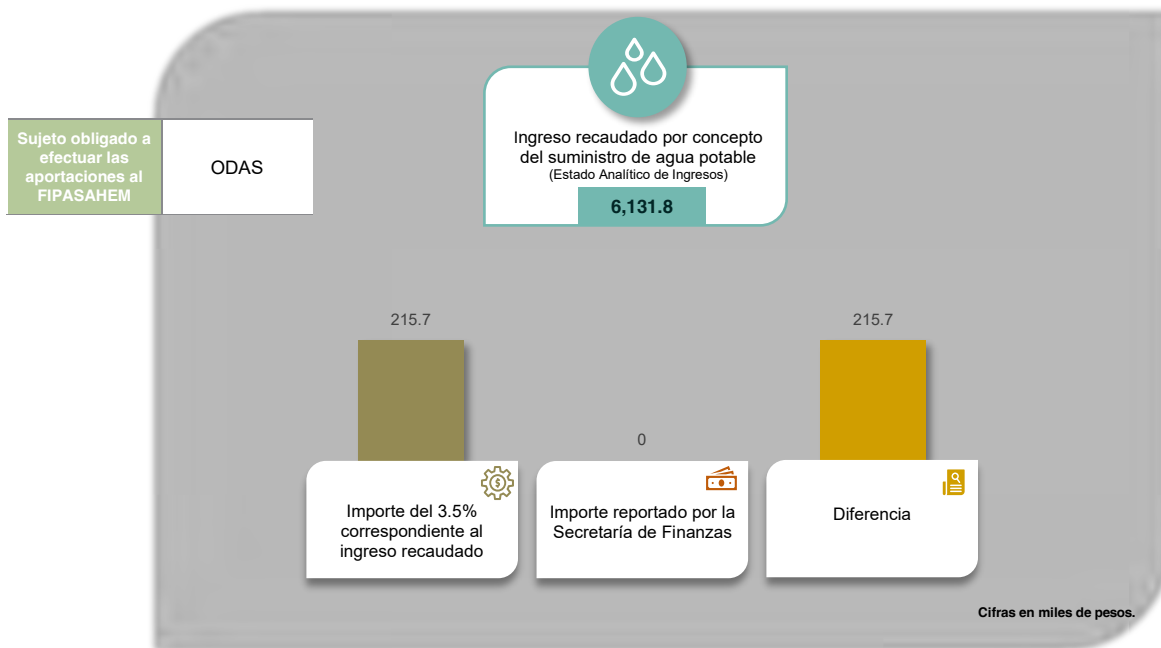 Sujeto obligado a
efectuar las
aportaciones al
FIPASAHEM
ODAS
Ingreso recaudado por concepto
del suministro de agua potable
(Estado Analítico de Ingresos)
6,131.8
215.7
0
215.7
Importe del 3.5%
correspondiente al
ingreso recaudado
Importe reportado por la
Secretaría de Finanzas
Diferencia
Cifras en miles de pesos.